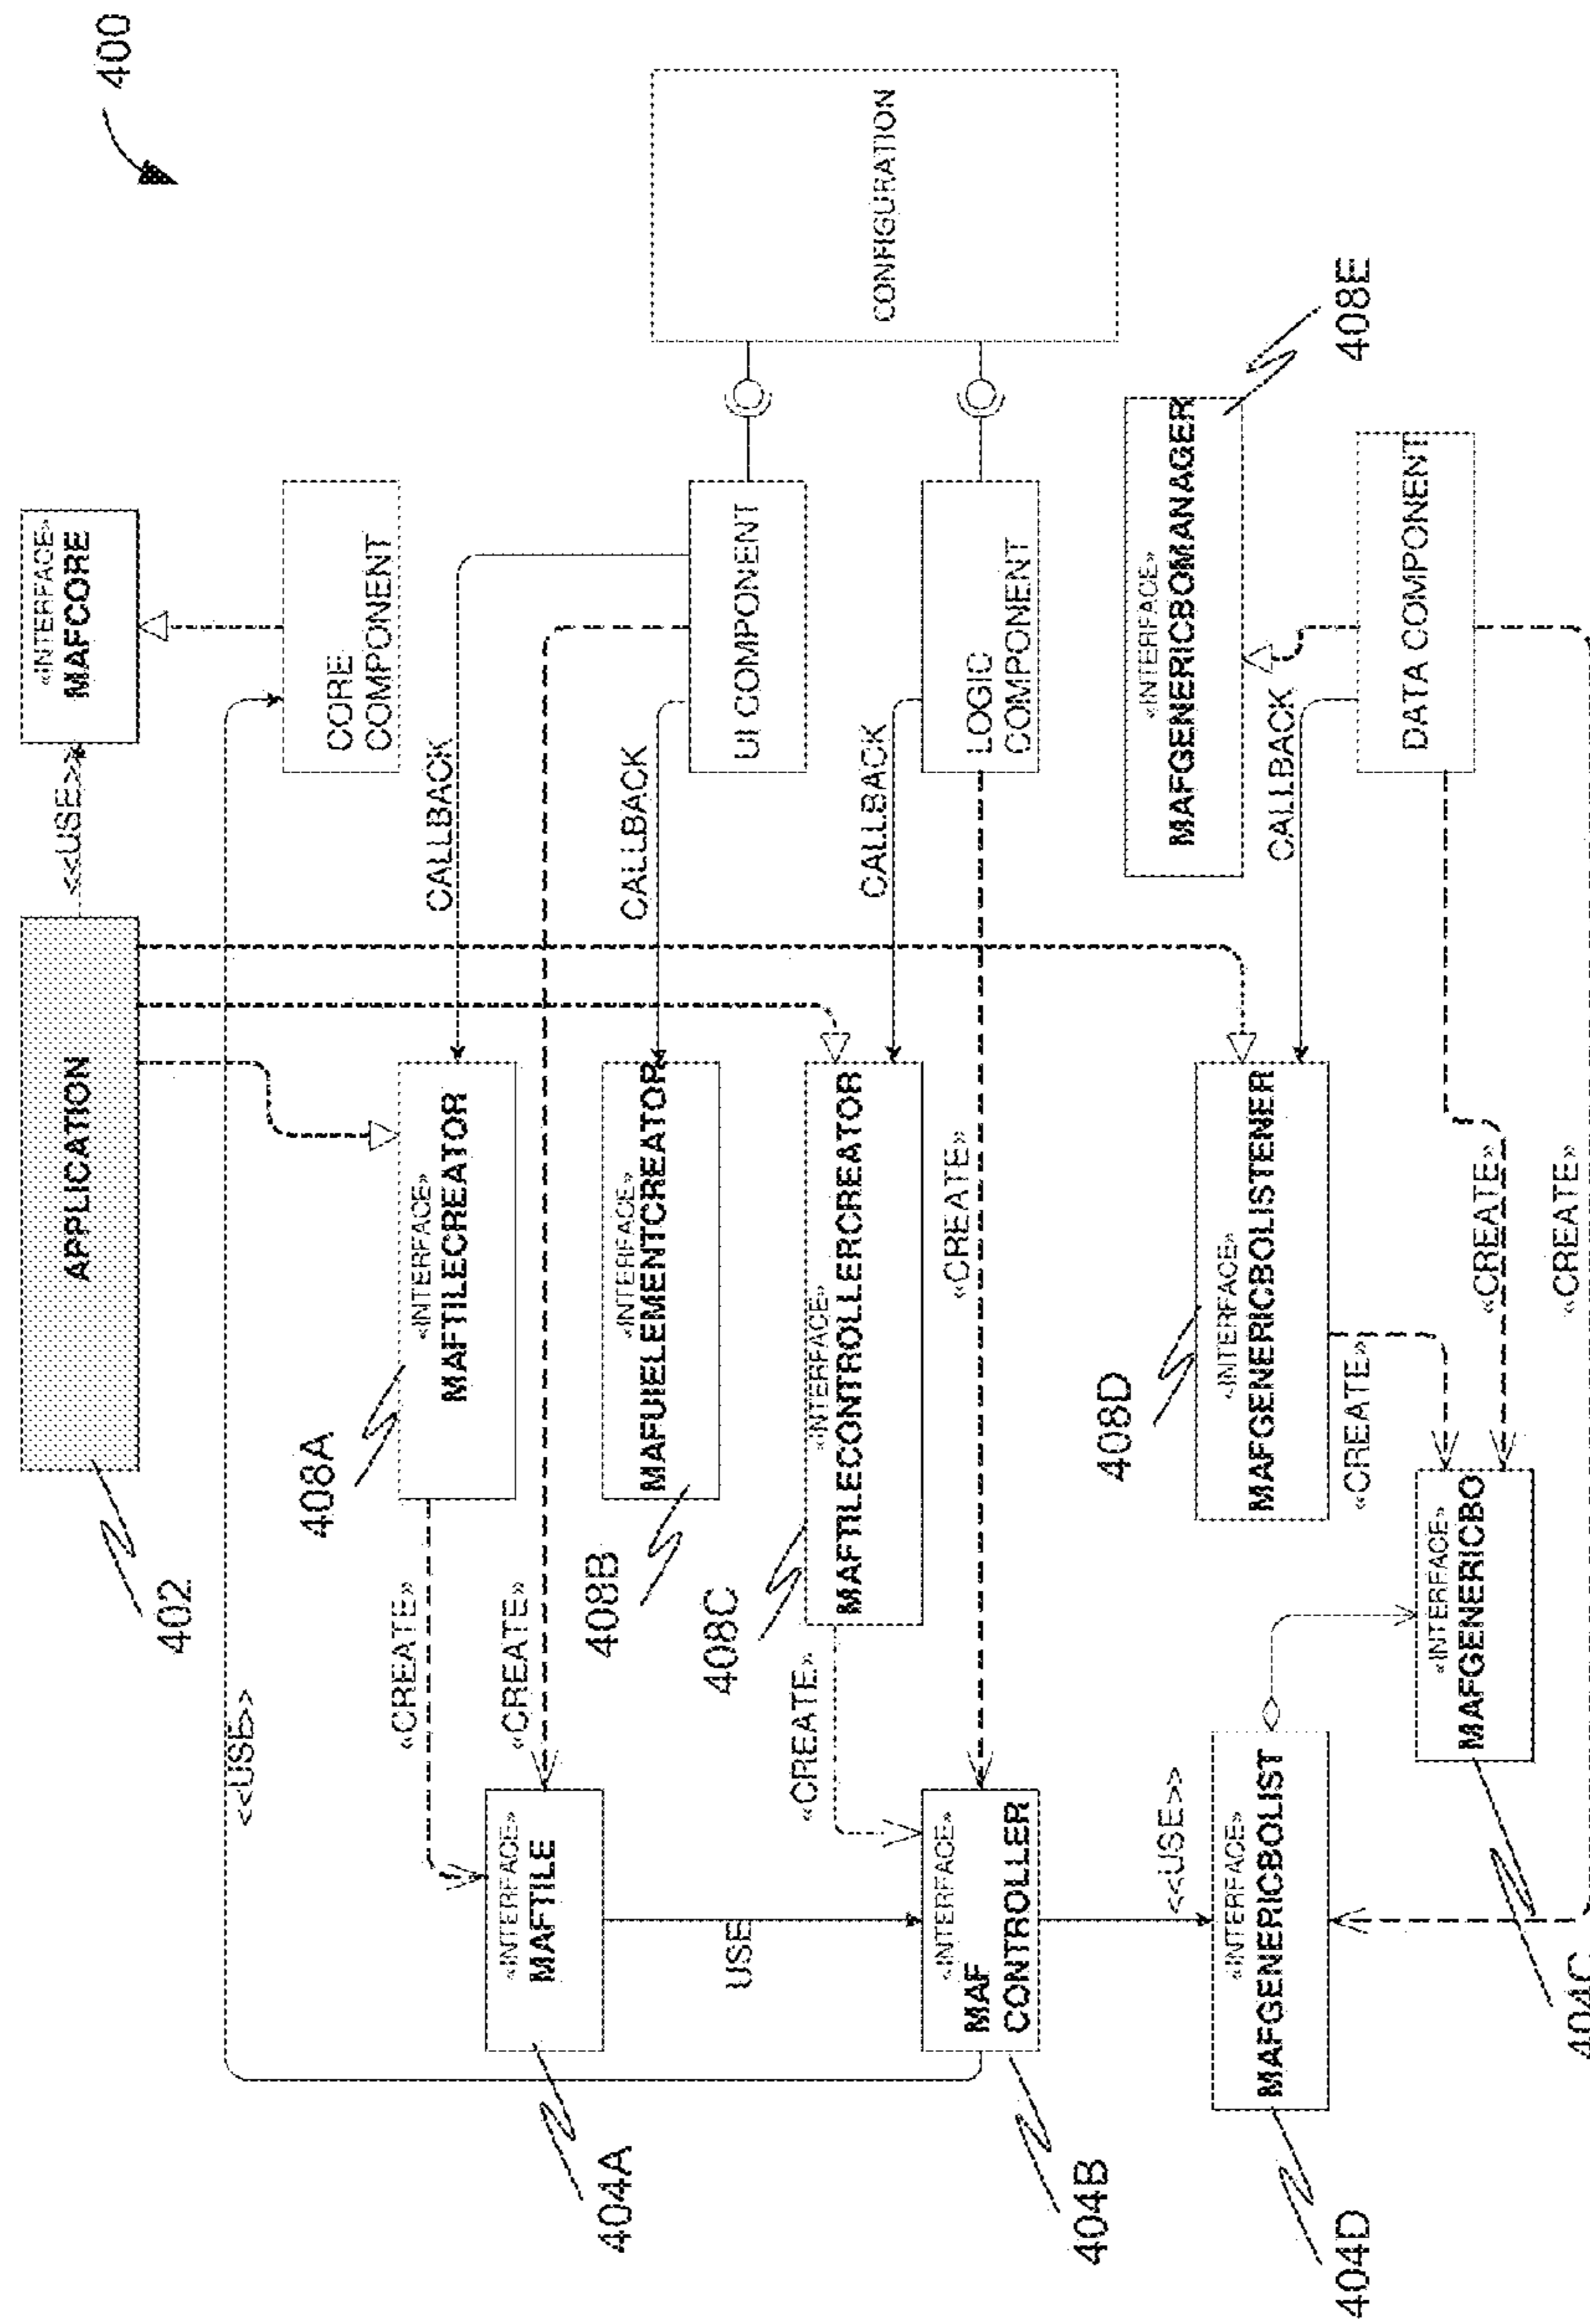 400
«INTERFACE»
MAFCORE
<<USE>>
APPLICATION
402
CORE
COMPONENT
<<USE>>
CALLBACK
«INTERFACE»
MAFTILECREATOR
408A
«CREATE»
«CREATE»
«INTERFACE»
MAFTILE
404A
UI COMPONENT
CALLBACK
«INTERFACE»
MAFUIELEMENTCREATOR
408B
CONFIGURATION
LOGIC
COMPONENT
CALLBACK
«INTERFACE»
MAFTILECONTROLLERCREATOR
408C
«CREATE»
«CREATE»
USE
«INTERFACE»
MAF
CONTROLLER
404B
«INTERFACE»
MAFGENERICBOMANAGER
408E
CALLBACK
DATA COMPONENT
«INTERFACE»
MAFGENERICBOLISTENER
408D
«CREATE»
<<USE>>
«INTERFACE»
MAFGENERICBOLIST
404D
«INTERFACE»
MAFGENERICBO
404C
«CREATE»
«CREATE»